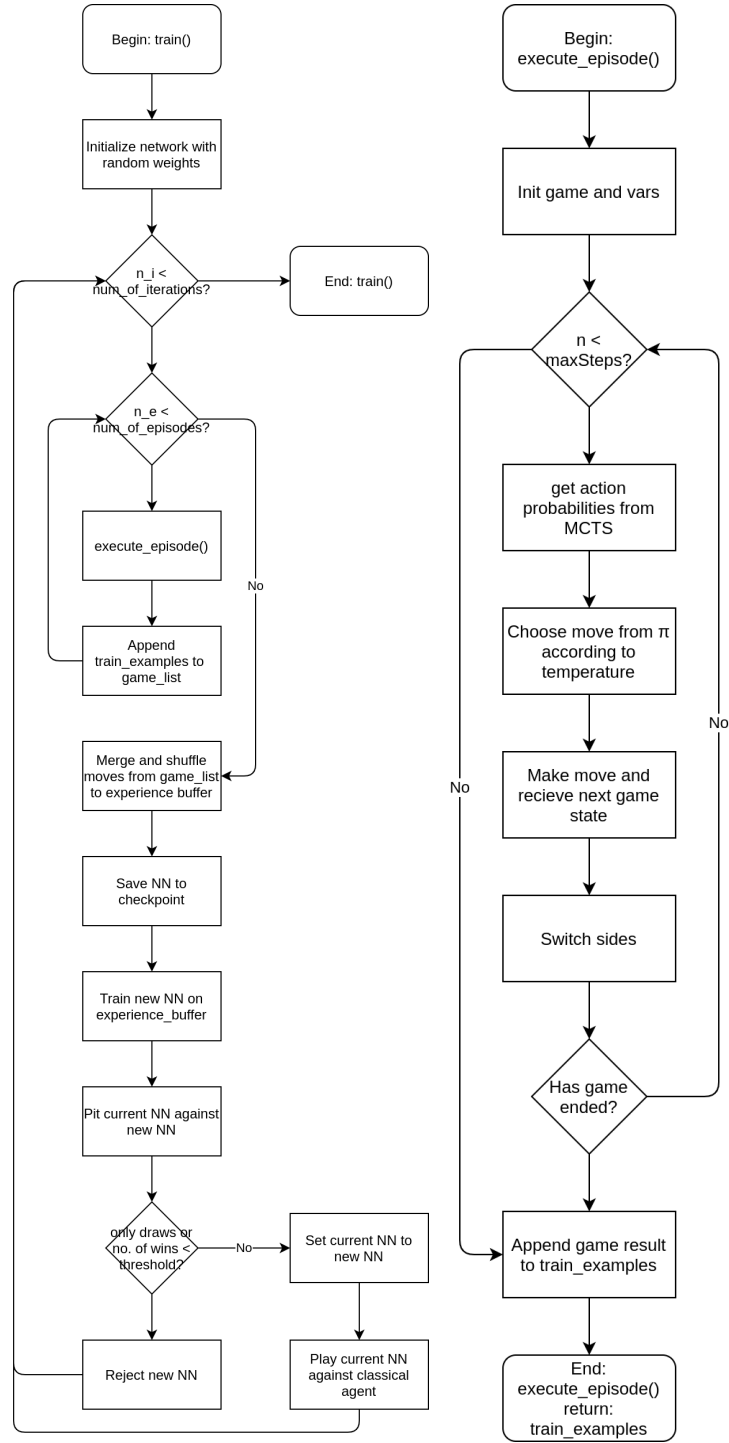 Begin: train()
Initialize network with
random weights
n_i <
num_of_iterations?
End: train()
n_e <
num_of_episodes?
execute_episode()
No
Append
train_examples to
game_list
Merge and shuffle
moves from game_list
to experience buffer
Save NN to
checkpoint
Train new NN on
experience_buffer
Pit current NN against
new NN
only draws or
no. of wins <
threshold?
No
Set current NN to
new NN
Reject new NN
Play current NN
against classical
agent
Begin:
execute_episode()
Init game and vars
n <
maxSteps?
get action
probabilities from
MCTS
Choose move from π
according to
temperature
No
Make move and
recieve next game
state
No
Switch sides
Has game
ended?
Append game result
to train_examples
End:
execute_episode()
return:
train_examples